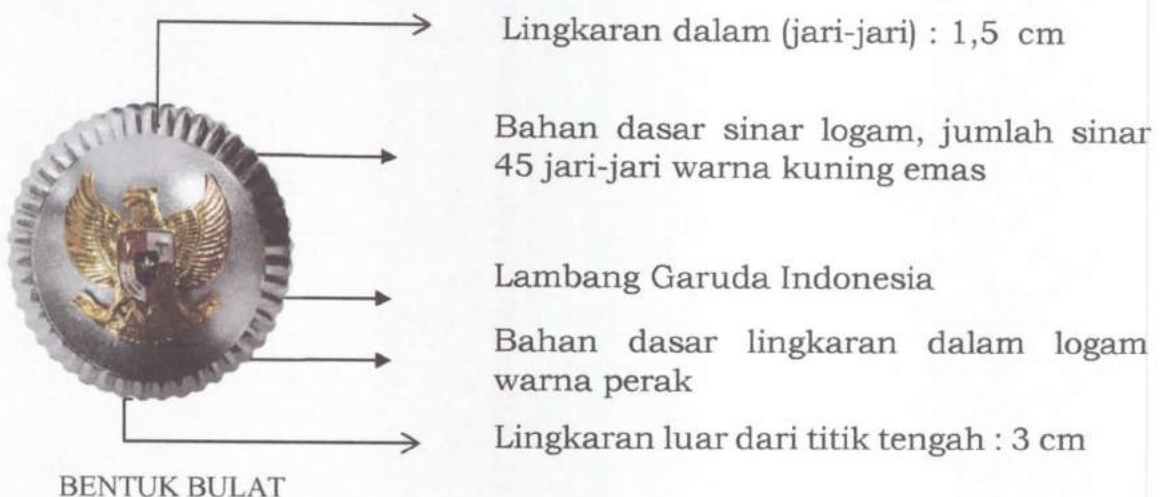 Lingkaran dalam (jari-jari) : 1,5 cm
Bahan dasar sinar logam, jumlah sinar
45 jari-jari warna kuning emas
Lambang Garuda Indonesia
Bahan dasar lingkaran dalam logam
warna perak
Lingkaran luar dari titik tengah : 3 cm
BENTUK BULAT